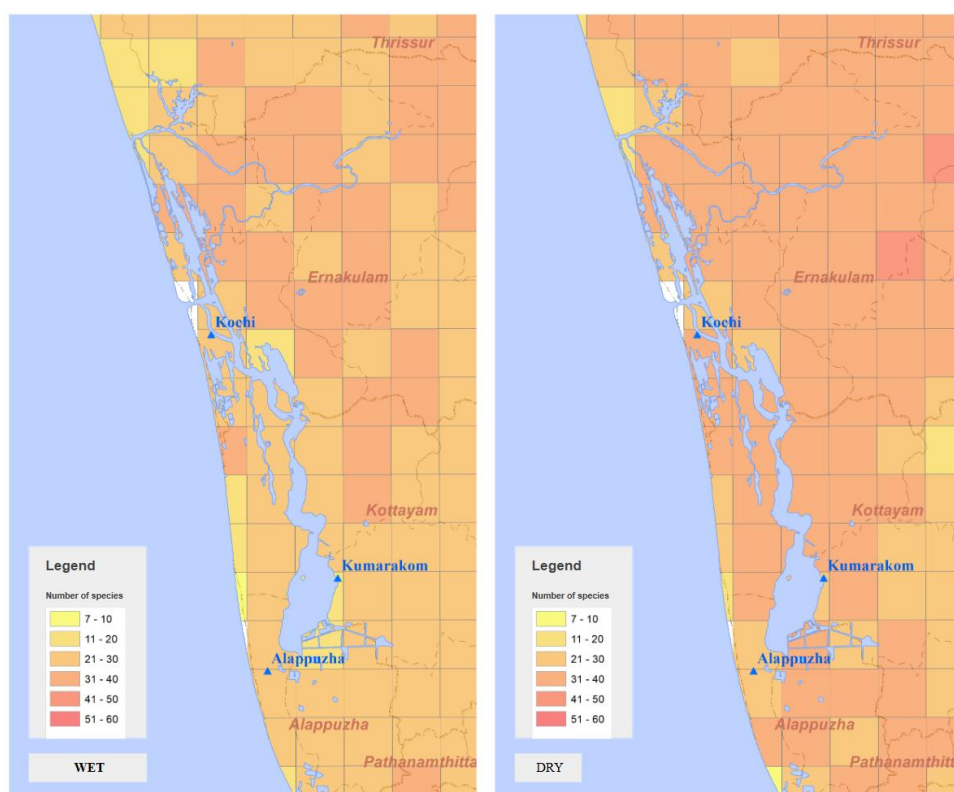 Thrissur
Ernakulam
Kochi
Kottayam
Kumarakom
Alappuzha
Alappuzha
Pathanamthitta
Legend
Number of species
7 - 10
11 - 20
21 - 30
31 - 40
41 - 50
51 - 60
WET
Thrissur
Ernakulam
Kochi
Kottayam
Kumarakom
Alappuzha
Alappuzha
Pathanamthitta
Legend
Number of species
7 - 10
11 - 20
21 - 30
31 - 40
41 - 50
51 - 60
DRY